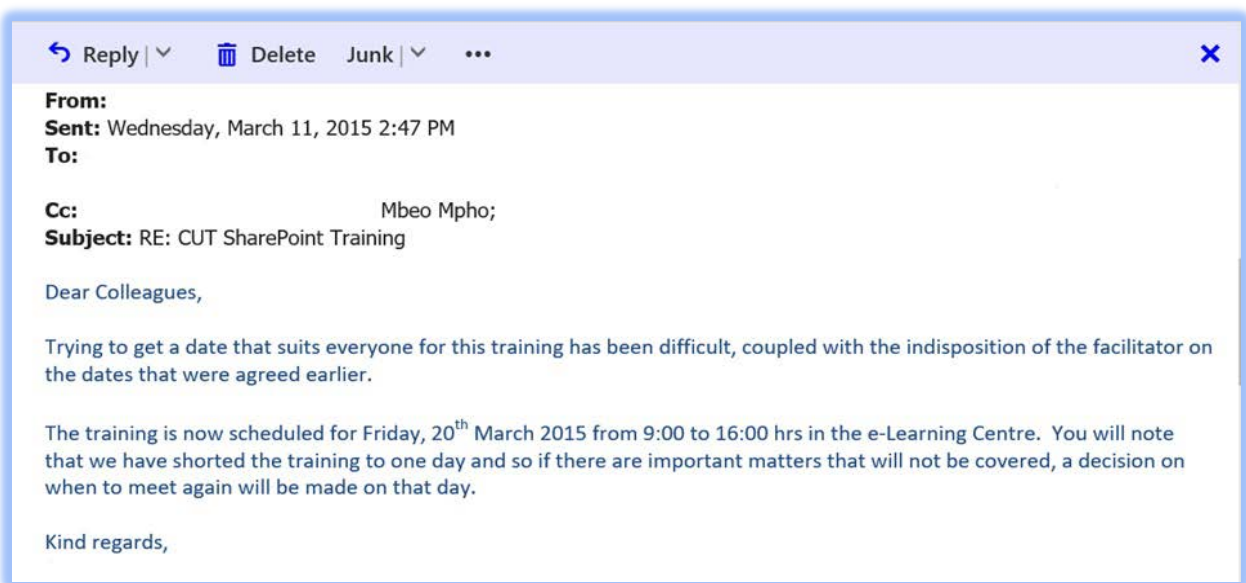 Reply | Delete Junk | •••
From:
Sent: Wednesday, March 11, 2015 2:47 PM
To:
Cc: Mbeo Mpho;
Subject: RE: CUT SharePoint Training
Dear Colleagues,
Trying to get a date that suits everyone for this training has been difficult, coupled with the indisposition of the facilitator on
the dates that were agreed earlier.
The training is now scheduled for Friday, 20th March 2015 from 9:00 to 16:00 hrs in the e-Learning Centre. You will note
that we have shorted the training to one day and so if there are important matters that will not be covered, a decision on
when to meet again will be made on that day.
Kind regards,